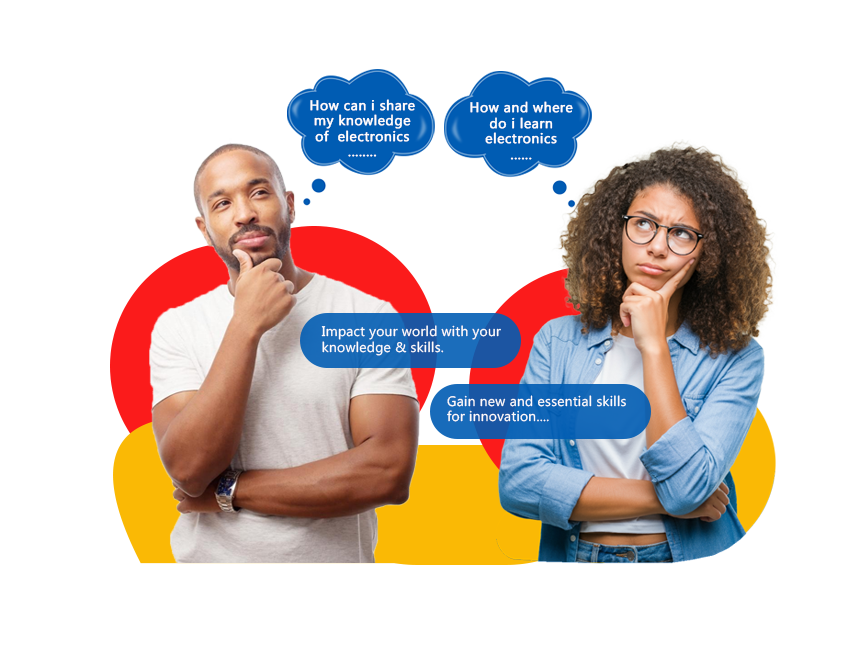 How can i share
my knowledge
of electronics
........
How and where
do i learn
electronics
......
Impact your world with your
knowledge & skills.
Gain new and essential skills
for innovation....